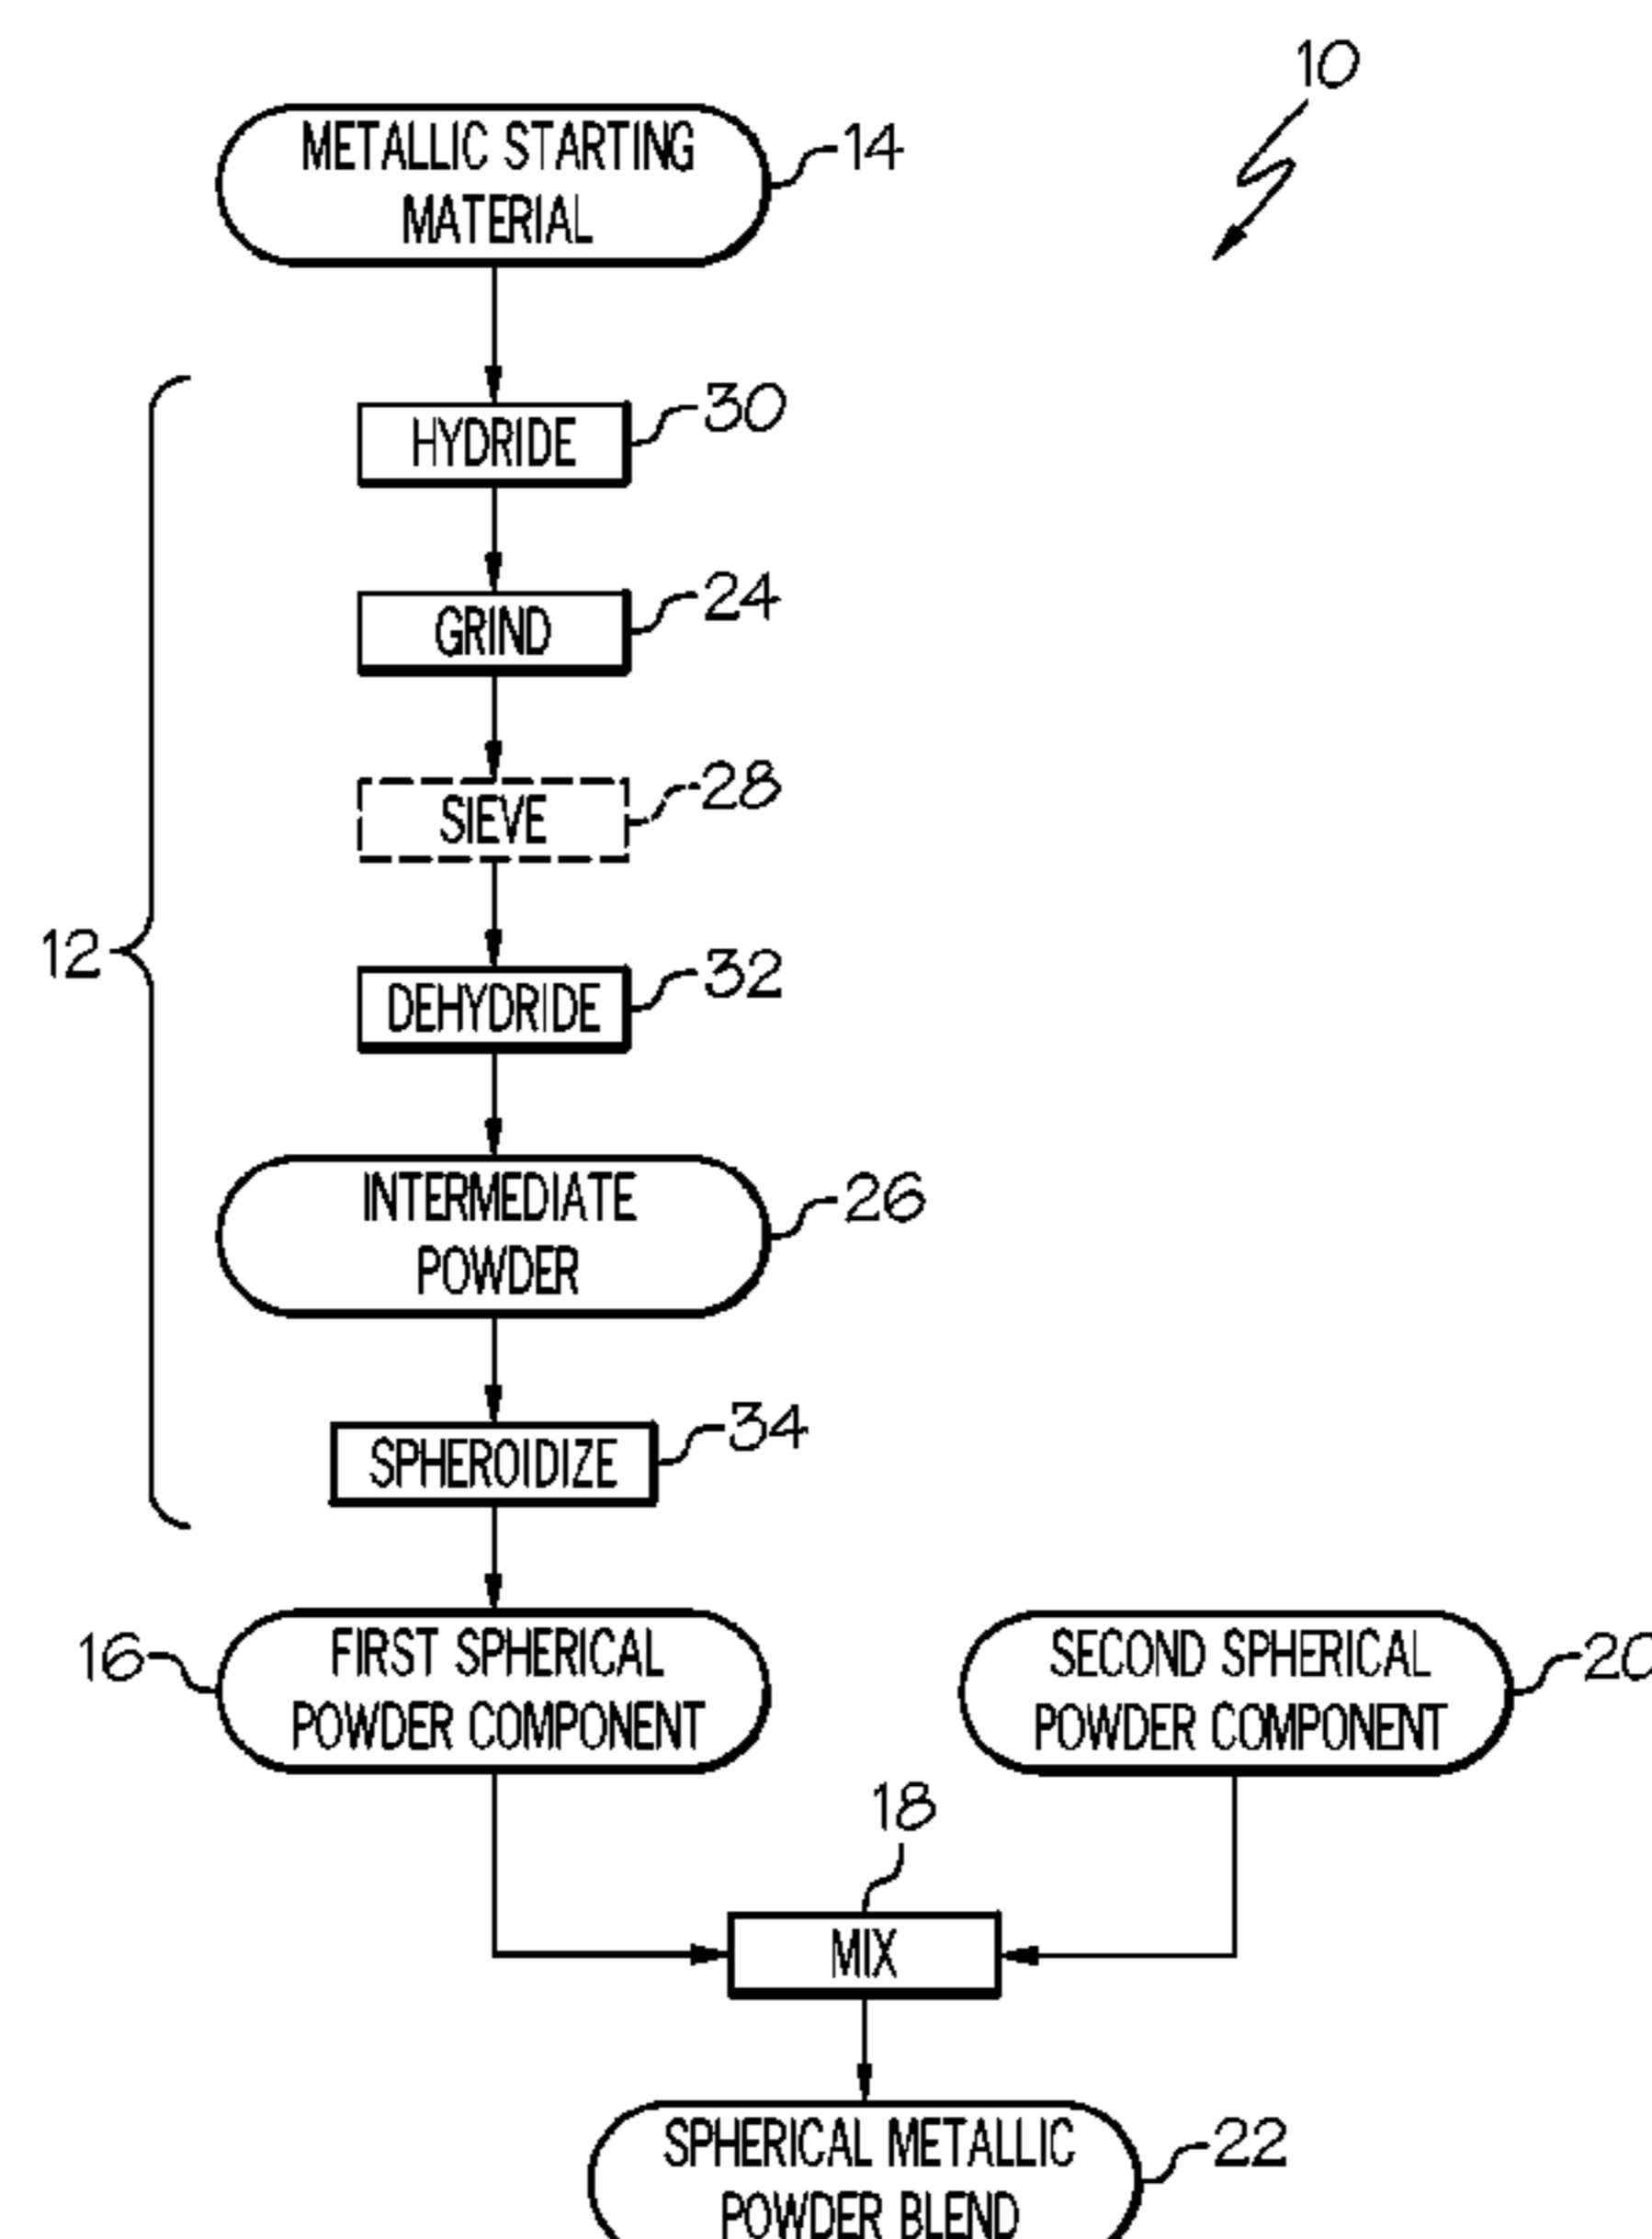 10
METALLIC STARTING
MATERIAL
14
HYDRIDE
30
GRIND
24
SIEVE
28
12
DEHYDRIDE
32
INTERMEDIATE
POWDER
26
SPHEROIDIZE
34
16
FIRST SPHERICAL
POWDER COMPONENT
SECOND SPHERICAL
POWDER COMPONENT
20
18
MIX
SPHERICAL METALLIC
POWDER BLEND
22